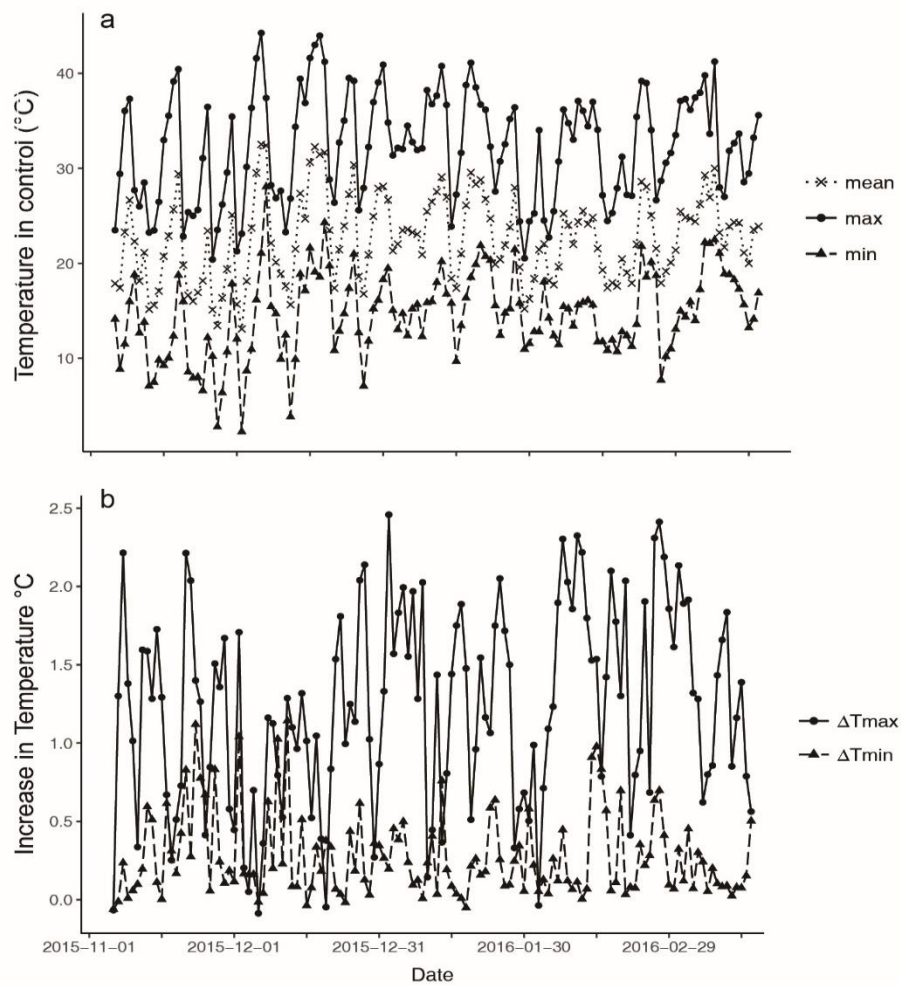 a
Temperature in control (°C)
40
30
20
10
mean
max
min
b
Increase in Temperature °C
2.5
2.0
1.5
1.0
0.5
0.0
ΔTmax
ΔTmin
2015–11–01
2015–12–01
2015–12–31
2016–01–30
2016–02–29
Date